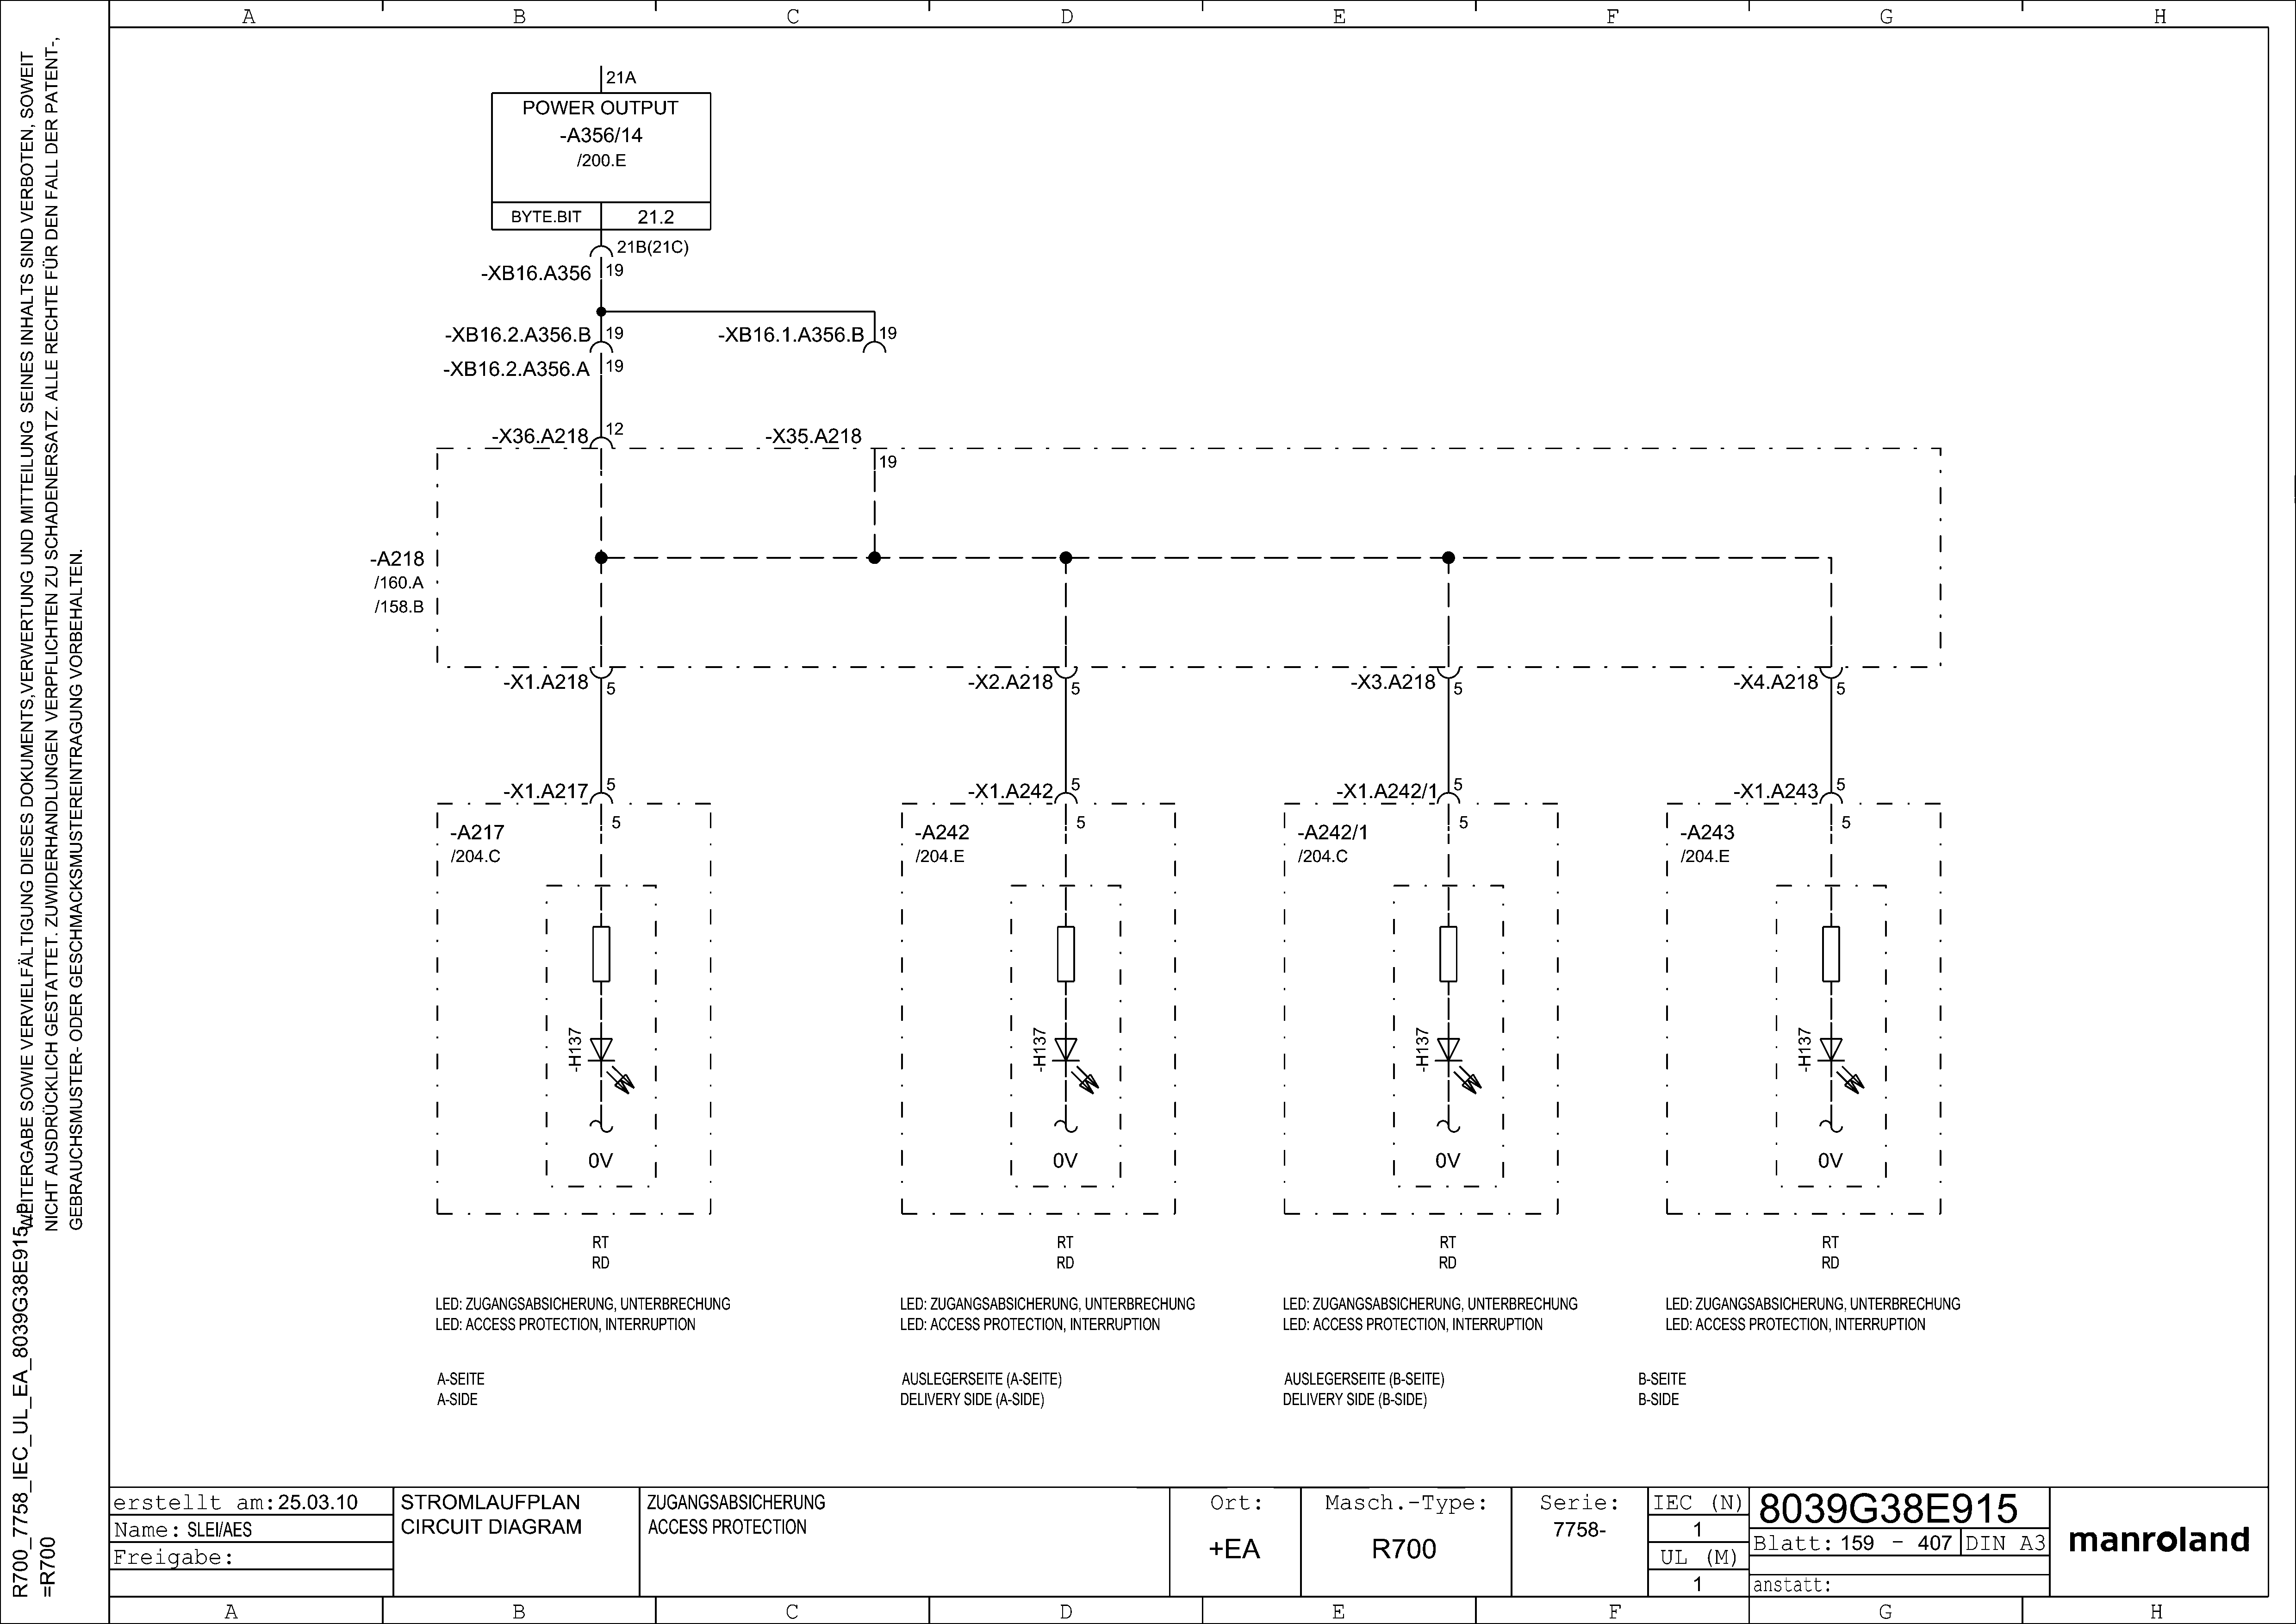 A B C D E F G H
21A
POWER OUTPUT
-A356/14
/200.E
BYTE.BIT 21.2
21B(21C)
-XB16.A356 19
-XB16.2.A356.B 19 -XB16.1.A356.B 19
-XB16.2.A356.A 19
-X36.A218 12 -X35.A218
19
-A218
/160.A
/158.B
-X1.A218 5 -X2.A218 5 -X3.A218 5 -X4.A218 5
-X1.A217 5 -X1.A242 5 -X1.A242/1 5 -X1.A243 5
5 5 5 5
-A217 -A242 -A242/1 -A243
/204.C /204.E /204.C /204.E
-H137 -H137 -H137 -H137
0V 0V 0V 0V
RT RT RT RT
RD RD RD RD
LED: ZUGANGSABSICHERUNG, UNTERBRECHUNG LED: ZUGANGSABSICHERUNG, UNTERBRECHUNG LED: ZUGANGSABSICHERUNG, UNTERBRECHUNG LED: ZUGANGSABSICHERUNG, UNTERBRECHUNG
LED: ACCESS PROTECTION, INTERRUPTION LED: ACCESS PROTECTION, INTERRUPTION LED: ACCESS PROTECTION, INTERRUPTION LED: ACCESS PROTECTION, INTERRUPTION
A-SEITE AUSLEGERSEITE (A-SEITE) AUSLEGERSEITE (B-SEITE) B-SEITE
A-SIDE DELIVERY SIDE (A-SIDE) DELIVERY SIDE (B-SIDE) B-SIDE
WEITERGABE SOWIE VERVIELFÄLTIGUNG DIESES DOKUMENTS,VERWERTUNG UND MITTEILUNG SEINES INHALTS SIND VERBOTEN, SOWEIT
NICHT AUSDRÜCKLICH GESTATTET. ZUWIDERHANDLUNGEN VERPFLICHTEN ZU SCHADENERSATZ. ALLE RECHTE FÜR DEN FALL DER PATENT-,
GEBRAUCHSMUSTER- ODER GESCHMACKSMUSTEREINTRAGUNG VORBEHALTEN.
=R700
erstellt am: 25.03.10
Name: SLEI/AES
Freigabe:
STROMLAUFPLAN
CIRCUIT DIAGRAM
ZUGANGSABSICHERUNG
ACCESS PROTECTION
Ort:
+EA
Masch.-Type:
R700
Serie:
7758-
IEC (N)
1
UL (M)
1
8039G38E915
Blatt: 159 - 407 DIN A3
anstatt:
manroland
A B C D E F G H